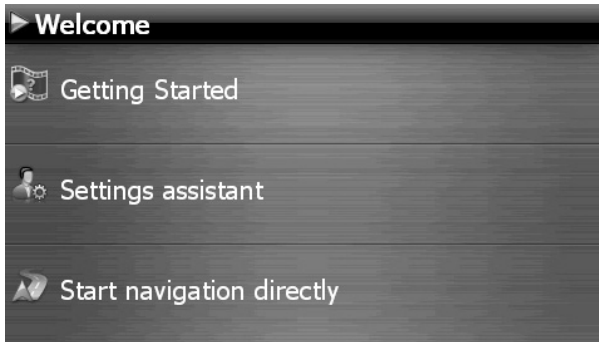 Welcome
Getting Started
Settings assistant
Start navigation directly